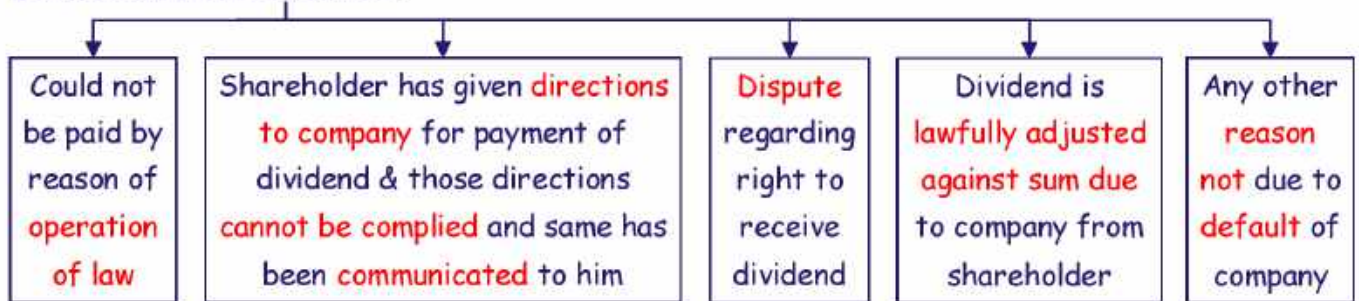 Could not
be paid by
reason of
operation
of law
Shareholder has given directions
to company for payment of
dividend & those directions
cannot be complied and same has
been communicated to him
Dispute
regarding
right to
receive
dividend
Dividend is
lawfully adjusted
against sum due
to company from
shareholder
Any other
reason
not due to
default of
company